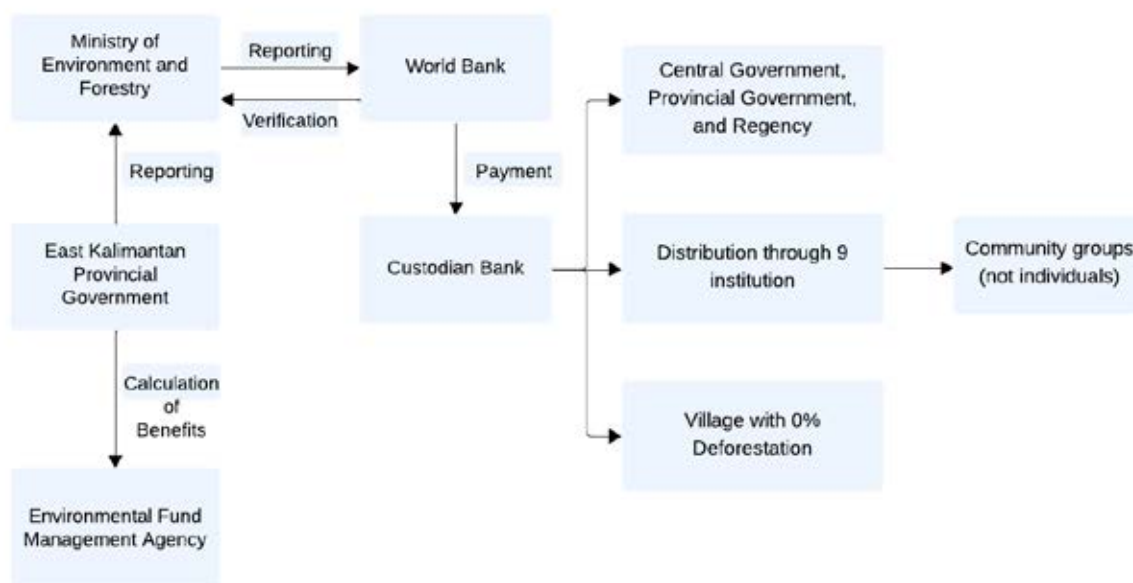 Ministry of
Environment and
Forestry
Reporting
World Bank
Verification
Central Government,
Provincial Government,
and Regency
Reporting
Payment
East Kalimantan
Provincial
Government
Custodian Bank
Distribution through 9
institution
Community groups
(not individuals)
Calculation
of
Benefits
Village with 0%
Deforestation
Environmental Fund
Management Agency